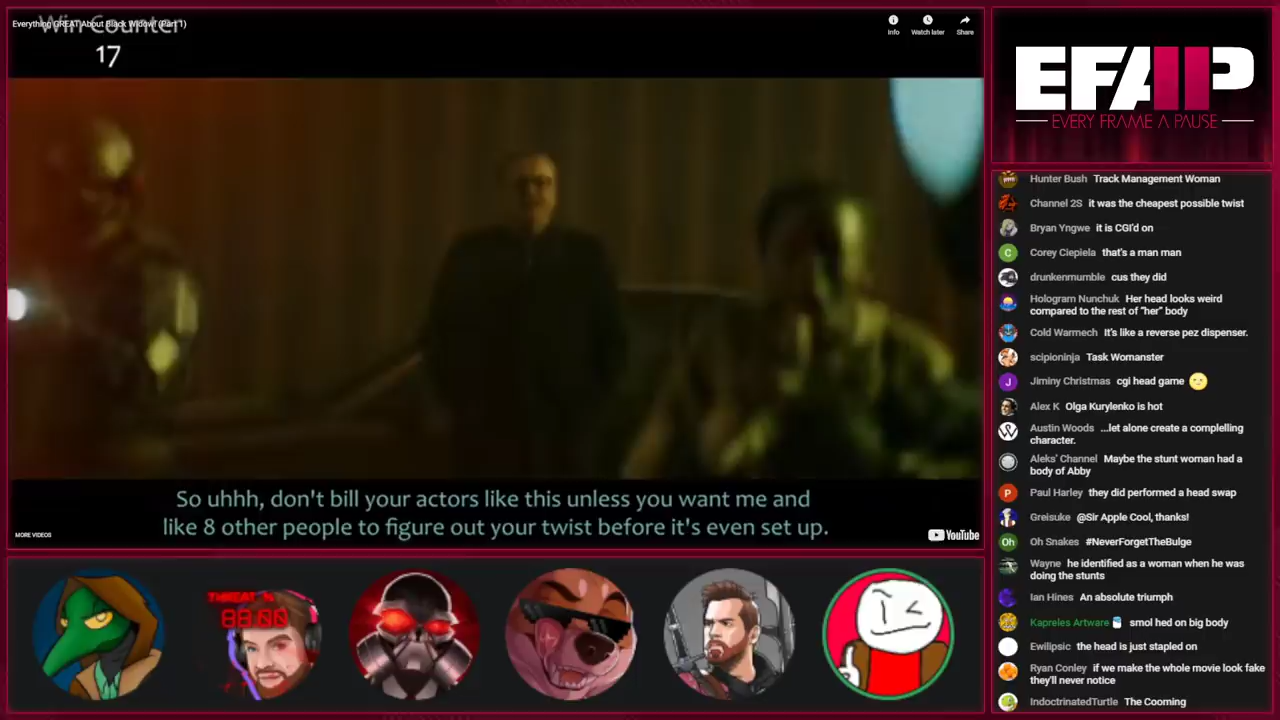 Everything GREAT About Black Widow! (Part 1)
Win Counter
17
Info
Watch later
Share
So uhhh, don't bill your actors like this unless you want me and
like 8 other people to figure out your twist before it's even set up.
MORE VIDEOS
YouTube
EFAP
EVERY FRAME A PAUSE
Hunter Bush Track Management Woman
Channel 2S it was the cheapest possible twist
Bryan Yngwe it is CGI'd on
C
Corey Ciepiela that's a man man
drunkenmumble cus they did
Hologram Nunchuk Her head looks weird
compared to the rest of "her" body
Cold Warmech It's like a reverse pez dispenser.
scipioninja Task Womanster
J
Jiminy Christmas cgi head game
Alex K Olga Kurylenko is hot
Austin Woods ...let alone create a complelling
character.
Aleks' Channel Maybe the stunt woman had a
body of Abby
P
Paul Harley they did performed a head swap
Greisuke @Sir Apple Cool, thanks!
Oh
Oh Snakes #NeverForgetTheBulge
Wayne he identified as a woman when he was
doing the stunts
Ian Hines An absolute triumph
Kapreles Artware smol hed on big body
Ewilipsic the head is just stapled on
Ryan Conley if we make the whole movie look fake
they'll never notice
IndoctrinatedTurtle The Cooming
THREAT IN
88:00